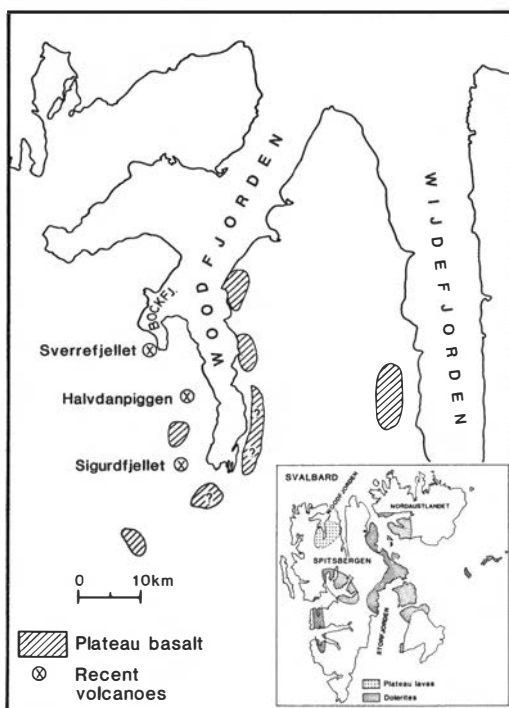 WOODFJORDEN
WIJDEFJORDEN
BOCKFJ.
Sverrefjellet
Halvdanpiggen
Sigurdfjellet
?
?
?
0 10km
Plateau basalt
Recent
volcanoes
SVALBARD
WOODFJORDEN
NORDAUSTLANDET
SPITSBERGEN
STORFJORDEN
Plateau lavas
Dolerites